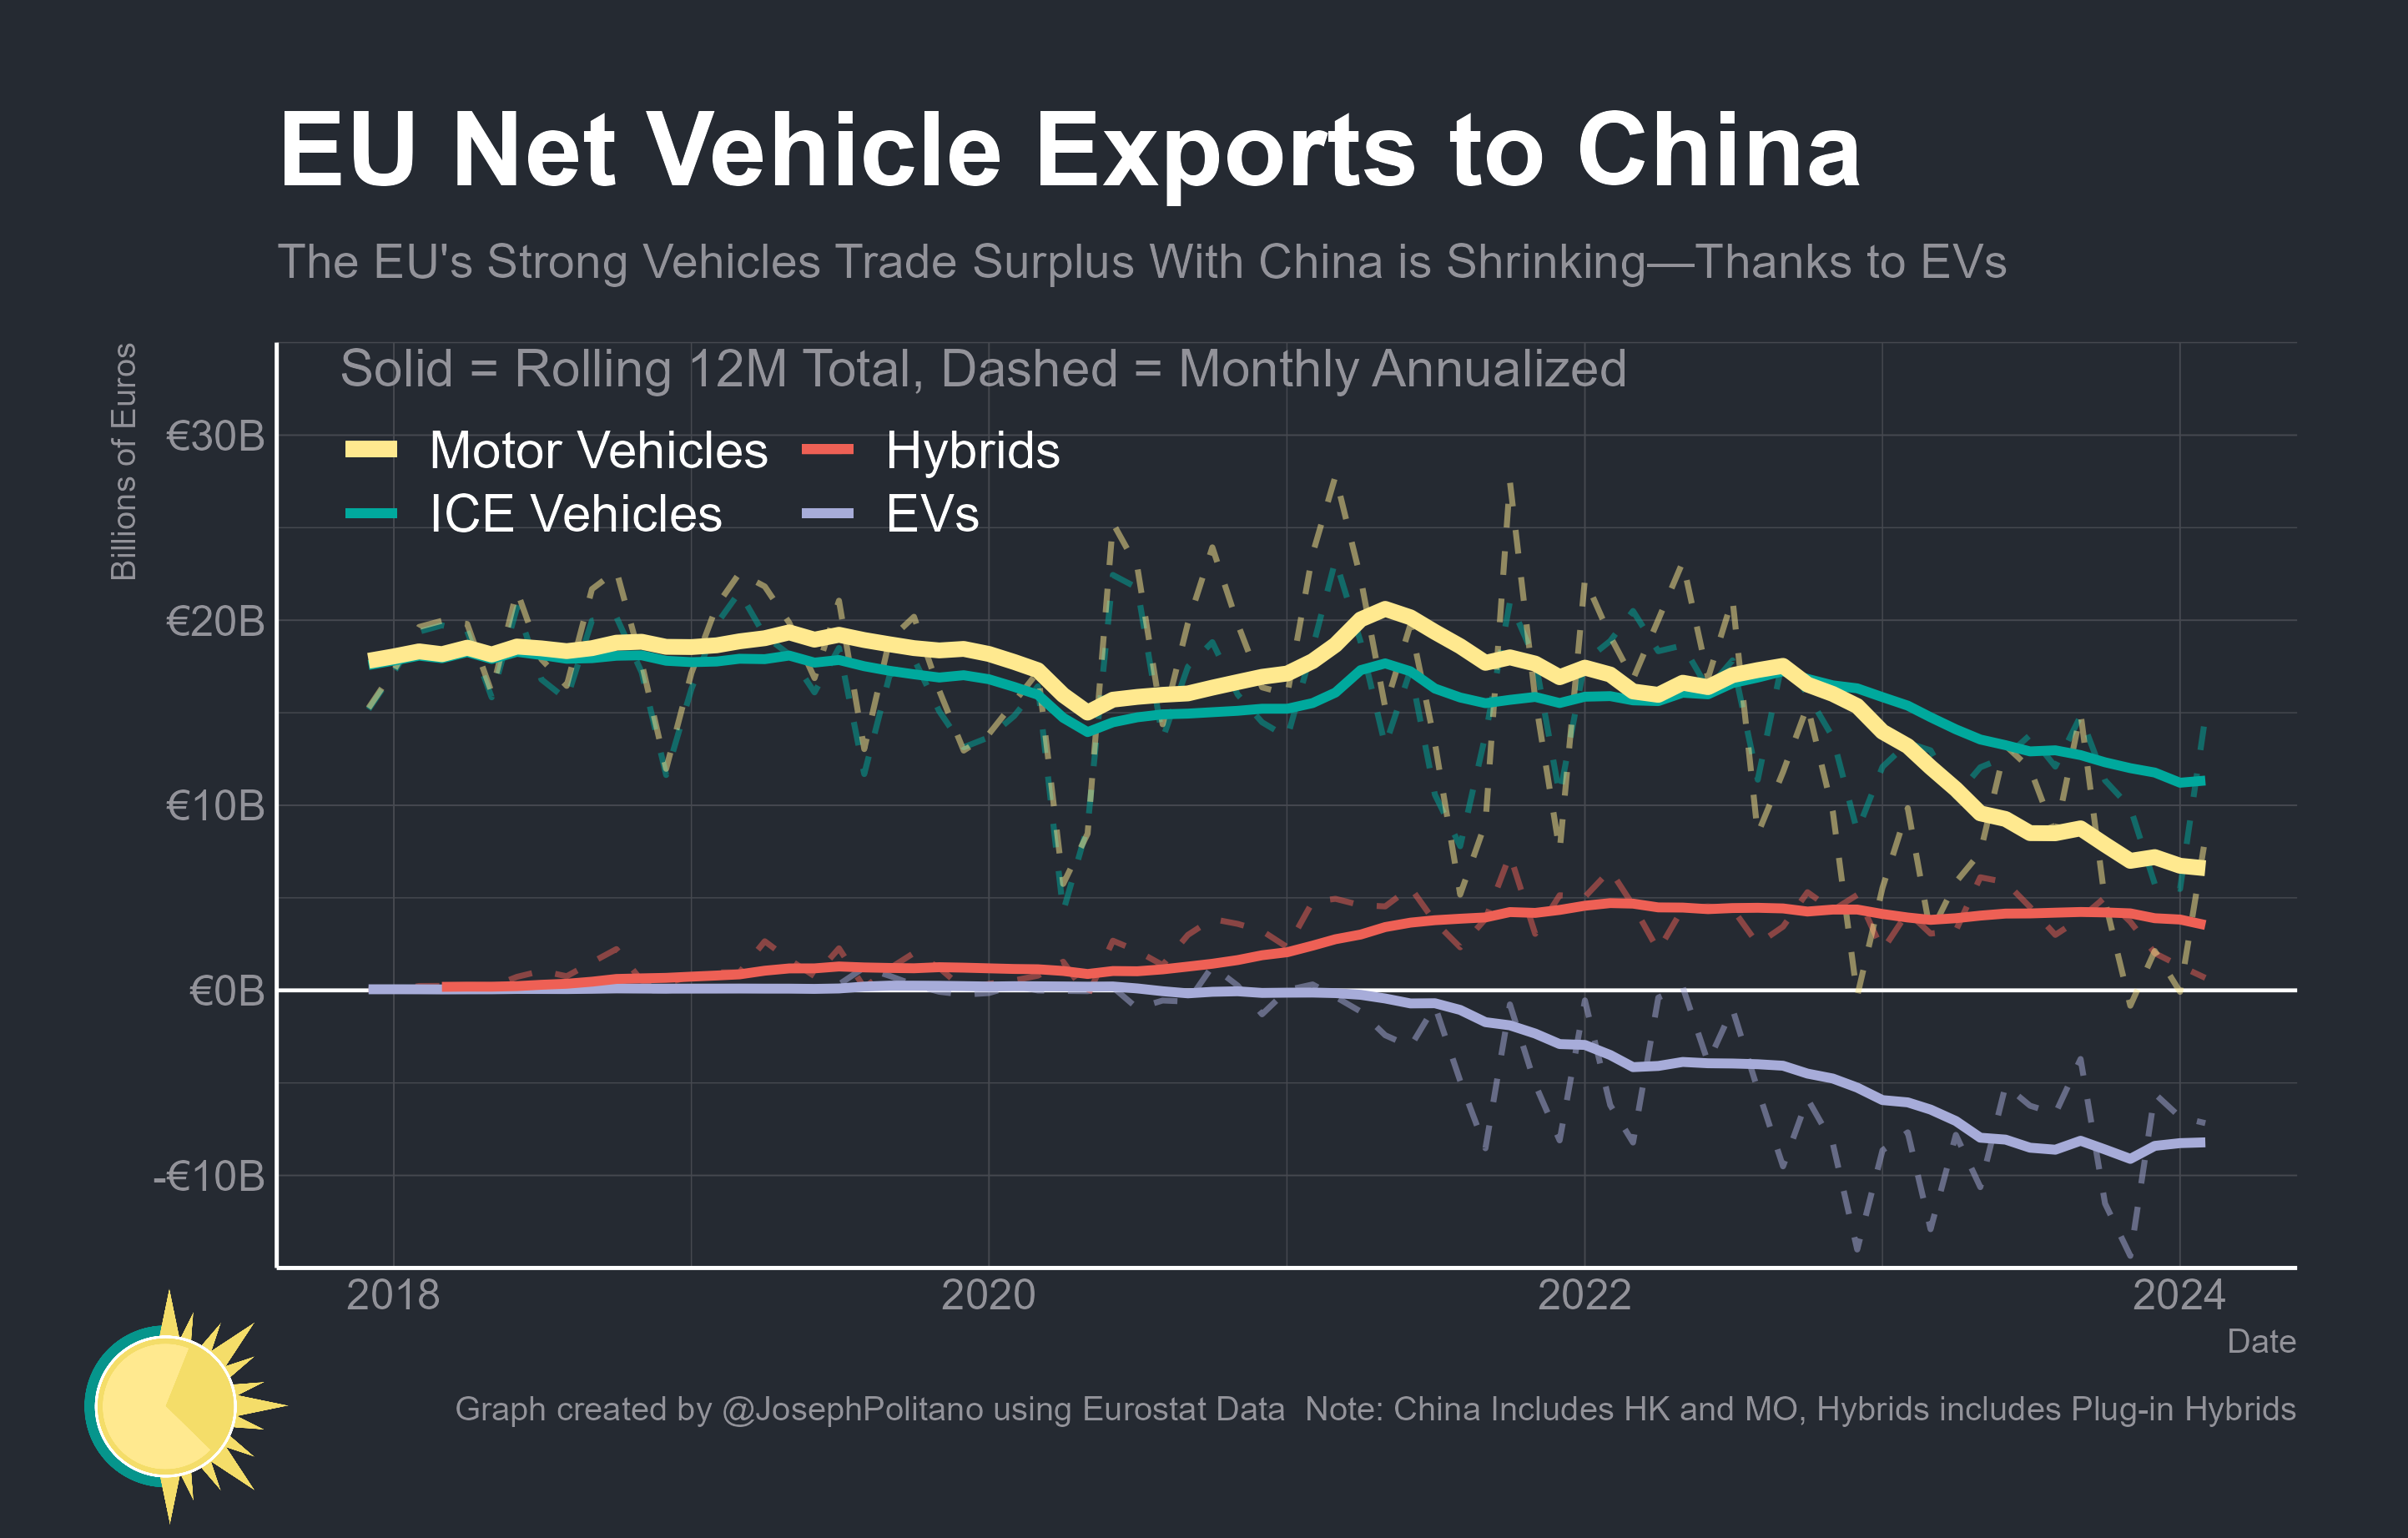 EU Net Vehicle Exports to China
The EU's Strong Vehicles Trade Surplus With China is Shrinking—Thanks to EVs
Billions of Euros
Solid = Rolling 12M Total, Dashed = Monthly Annualized
Motor Vehicles
Hybrids
ICE Vehicles
EVs
€30B
€20B
€10B
€0B
-€10B
2018
2020
2022
2024
Date
Graph created by @JosephPolitano using Eurostat Data  Note: China Includes HK and MO, Hybrids includes Plug-in Hybrids